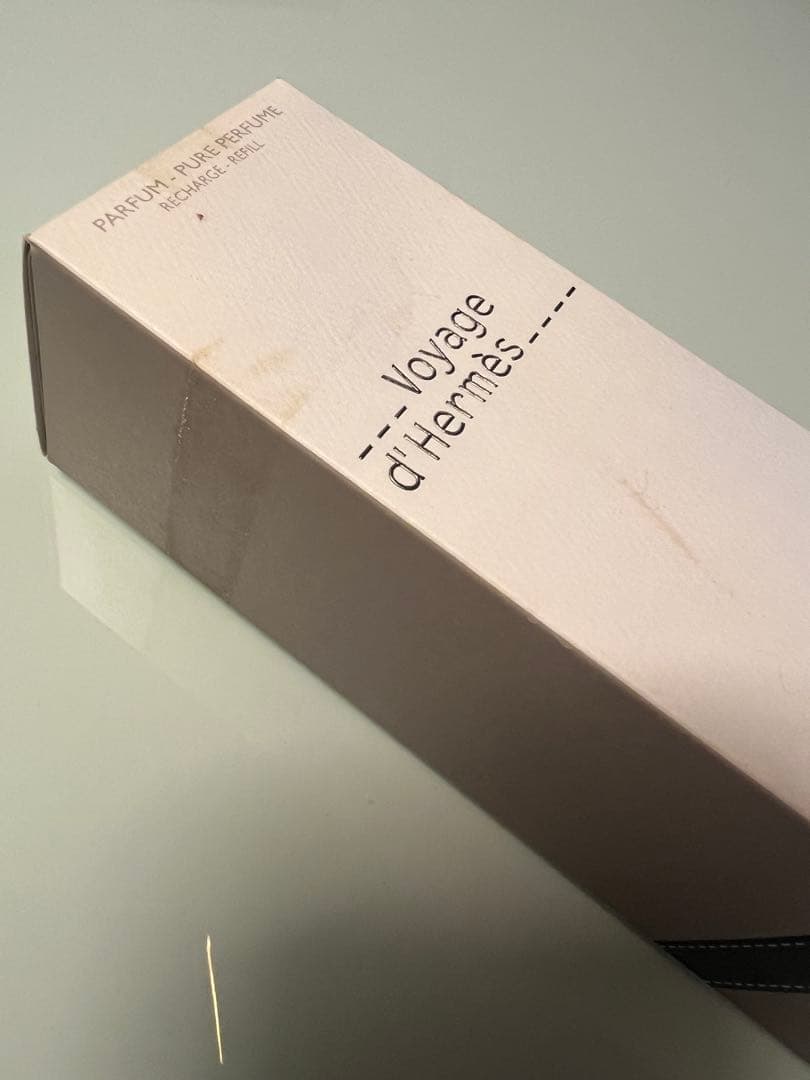 PARFUM - PURE PERFUME
RECHARGE - REFILL
--- Voyage
d'Hermès ----